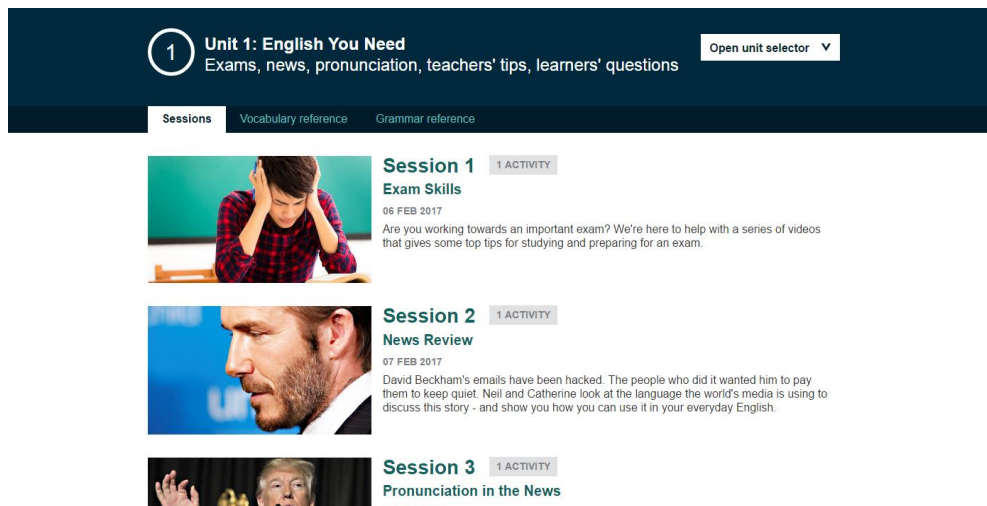 1
Unit 1: English You Need
Exams, news, pronunciation, teachers' tips, learners' questions
Open unit selector
Sessions
Vocabulary reference
Grammar reference
Session 1
1 ACTIVITY
Exam Skills
06 FEB 2017
Are you working towards an important exam? We're here to help with a series of videos
that gives some top tips for studying and preparing for an exam.
Session 2
1 ACTIVITY
News Review
07 FEB 2017
David Beckham's emails have been hacked. The people who did it wanted him to pay
them to keep quiet. Neil and Catherine look at the language the world's media is using to
discuss this story - and show you how you can use it in your everyday English.
Session 3
1 ACTIVITY
Pronunciation in the News